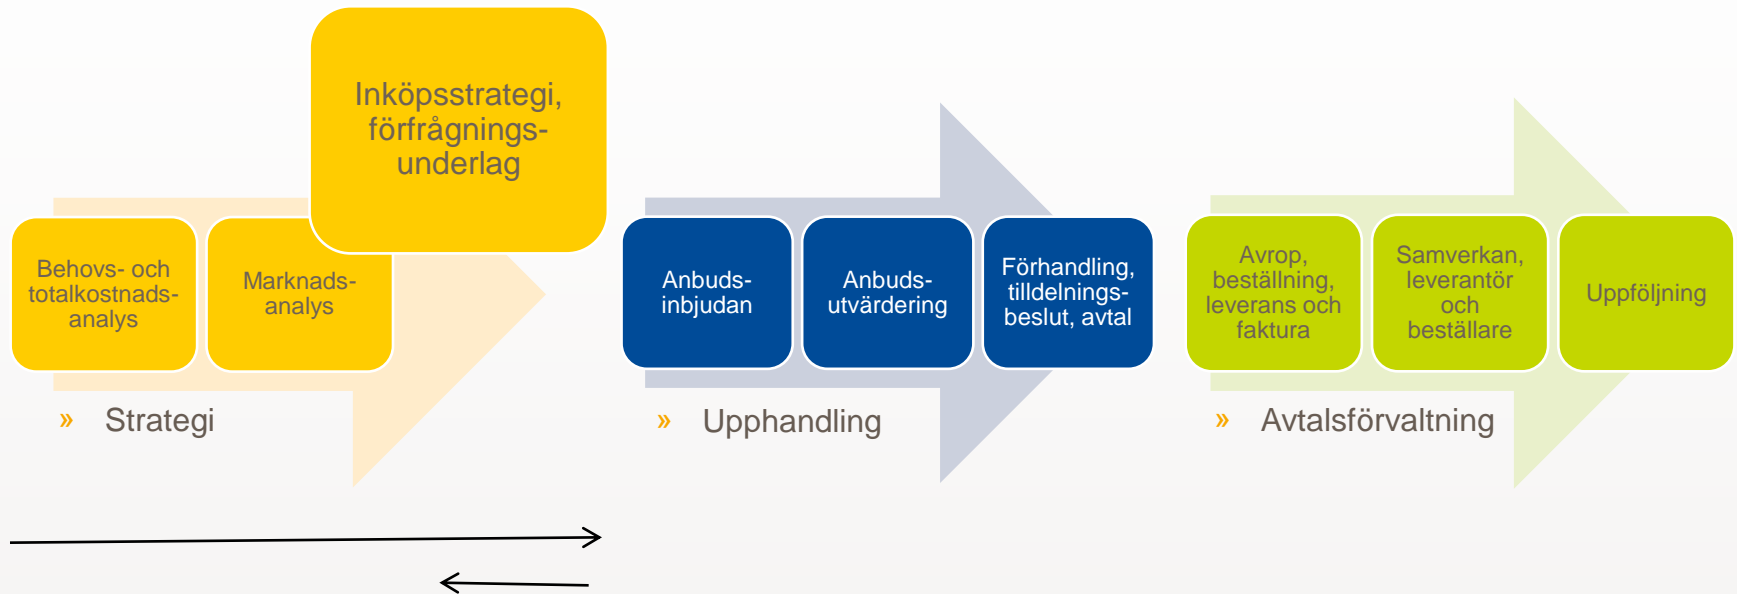 Inköpsstrategi,
förfrågnings-
underlag
Behovs- och
totalkostnads-
analys
Marknads-
analys
» Strategi
Anbuds-
inbjudan
Anbuds-
utvärdering
Förhandling,
tilldelnings-
beslut, avtal
» Upphandling
Avrop,
beställning,
leverans och
faktura
Samverkan,
leverantör
och
beställare
Uppföljning
» Avtalsförvaltning